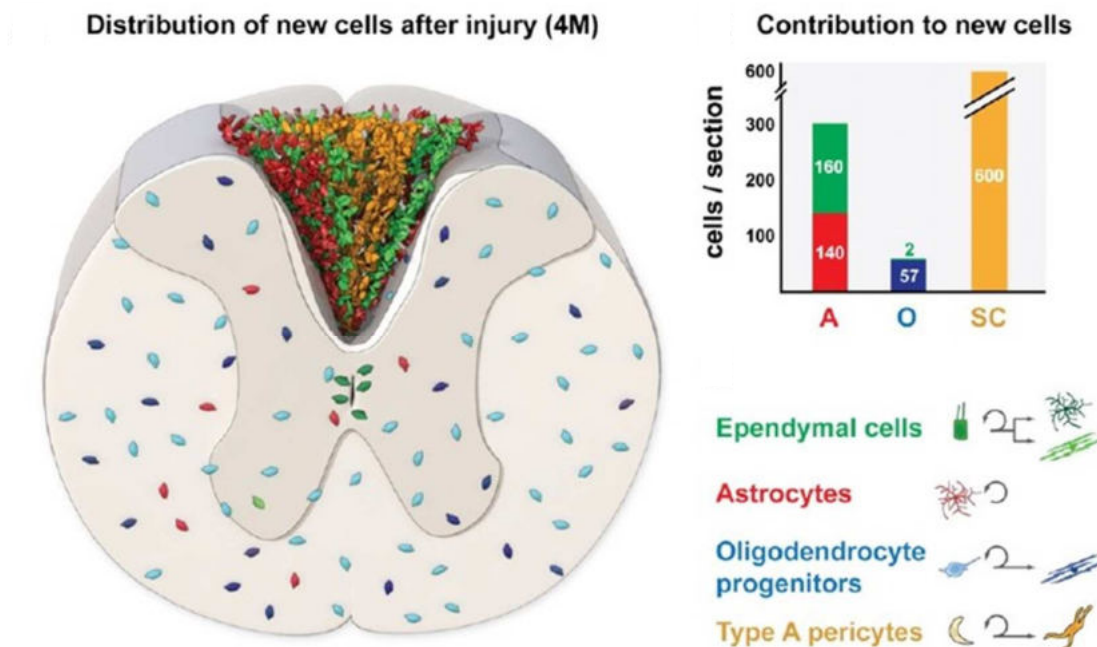 Distribution of new cells after injury (4M)
Contribution to new cells
cells / section
600
300
200
100
160
140
2
57
600
A
O
SC
Ependymal cells
Astrocytes
Oligodendrocyte
progenitors
Type A pericytes